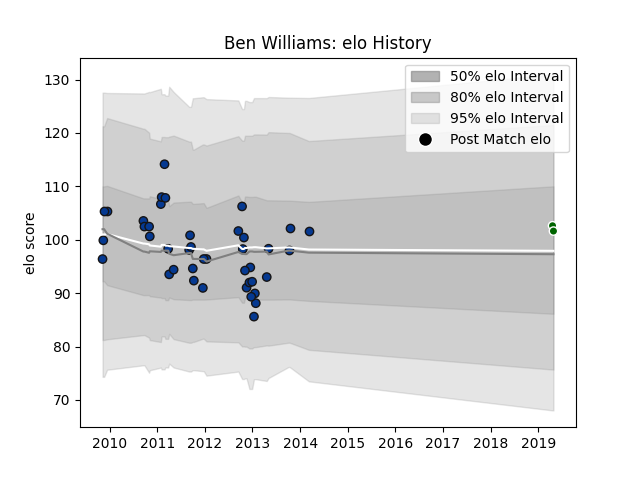 Ben Williams: elo History
50% elo Interval
80% elo Interval
95% elo Interval
Post Match elo
elo score
130
120
110
100
90
80
70
2010 2011 2012 2013 2014 2015 2016 2017 2018 2019